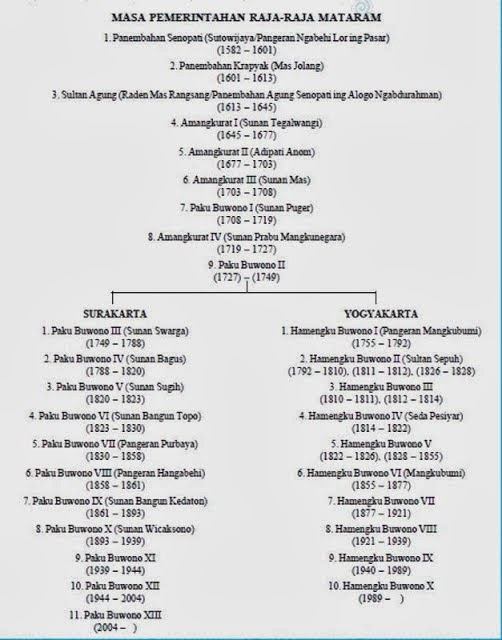 MASA PEMERINTAHAN RAJA-RAJA MATARAM
1. Panembahan Senopati (Sutowijaya/Pangeran Ngabehi Lor ing Pasar)
(1582 – 1601)
2. Panembahan Krapyak (Mas Jolang)
(1601 – 1613)
3. Sultan Agung (Raden Mas Rangsang/Panembahan Agung Senopati ing Alogo Ngabdurahman)
(1613 – 1645)
4. Amangkurat I (Sunan Tegalwangi)
(1645 – 1677)
5. Amangkurat II (Adipati Anom)
(1677 – 1703)
6. Amangkurat III (Sunan Mas)
(1703 – 1708)
7. Paku Buwono I (Sunan Puger)
(1708 – 1719)
8. Amangkurat IV (Sunan Prabu Mangkunegara)
(1719 – 1727)
9. Paku Buwono II
(1727) – (1749)
SURAKARTA
1. Paku Buwono III (Sunan Swarga)
(1749 – 1788)
2. Paku Buwono IV (Sunan Bagus)
(1788 – 1820)
3. Paku Buwono V (Sunan Sugih)
(1820 – 1823)
4. Paku Buwono VI (Sunan Bangun Topo)
(1823 – 1830)
5. Paku Buwono VII (Pangeran Purbaya)
(1830 – 1858)
6. Paku Buwono VIII (Pangeran Hangabehi)
(1858 – 1861)
7. Paku Buwono IX (Sunan Bangun Kedaton)
(1861 – 1893)
8. Paku Buwono X (Sunan Wicaksono)
(1893 – 1939)
9. Paku Buwono XI
(1939 – 1944)
10. Paku Buwono XII
(1944 – 2004)
11. Paku Buwono XIII
(2004 – )
YOGYAKARTA
1. Hamengku Buwono I (Pangeran Mangkubumi)
(1755 – 1792)
2. Hamengku Buwono II (Sultan Sepuh)
(1792 – 1810), (1811 – 1812), (1826 – 1828)
3. Hamengku Buwono III
(1810 – 1811), (1812 – 1814)
4. Hamengku Buwono IV (Seda Pesiyar)
(1814 – 1822)
5. Hamengku Buwono V
(1822 – 1826), (1828 – 1855)
6. Hamengku Buwono VI (Mangkubumi)
(1855 – 1877)
7. Hamengku Buwono VII
(1877 – 1921)
8. Hamengku Buwono VIII
(1921 – 1939)
9. Hamengku Buwono IX
(1940 – 1989)
10. Hamengku Buwono X
(1989 – )